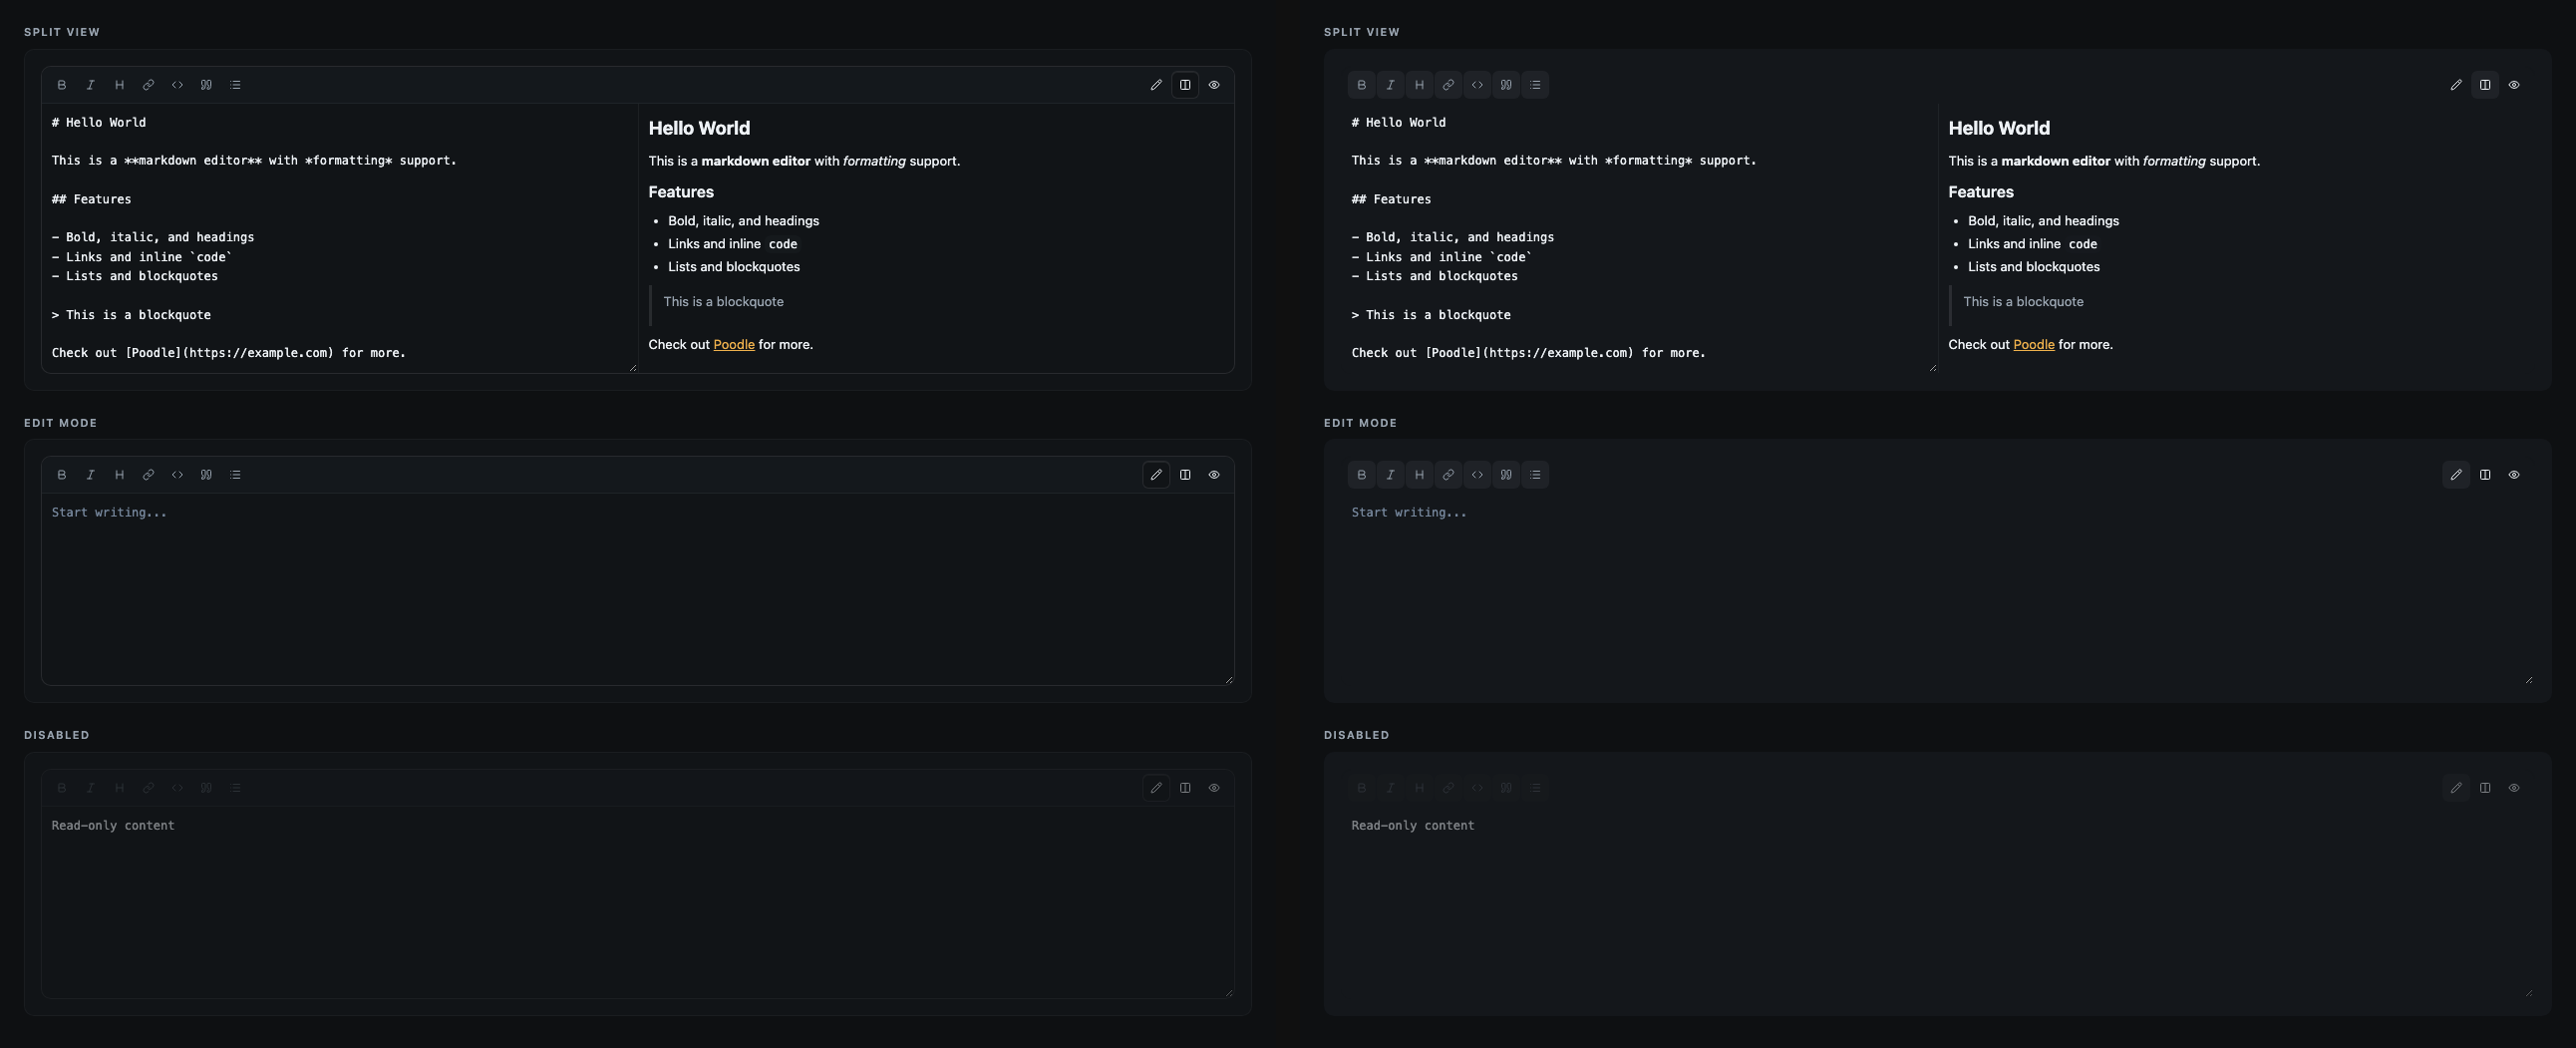 SPLIT VIEW
# Hello World
This is a **markdown editor** with *formatting* support.
## Features
- Bold, italic, and headings
- Links and inline `code`
- Lists and blockquotes
> This is a blockquote
Check out [Poodle](https://example.com) for more.
Hello World
This is a markdown editor with formatting support.
Features
• Bold, italic, and headings
• Links and inline code
• Lists and blockquotes
This is a blockquote
Check out Poodle for more.
EDIT MODE
Start writing...
DISABLED
Read-only content
SPLIT VIEW
# Hello World
This is a **markdown editor** with *formatting* support.
## Features
- Bold, italic, and headings
- Links and inline `code`
- Lists and blockquotes
> This is a blockquote
Check out [Poodle](https://example.com) for more.
Hello World
This is a markdown editor with formatting support.
Features
• Bold, italic, and headings
• Links and inline code
• Lists and blockquotes
This is a blockquote
Check out Poodle for more.
EDIT MODE
Start writing...
DISABLED
Read-only content